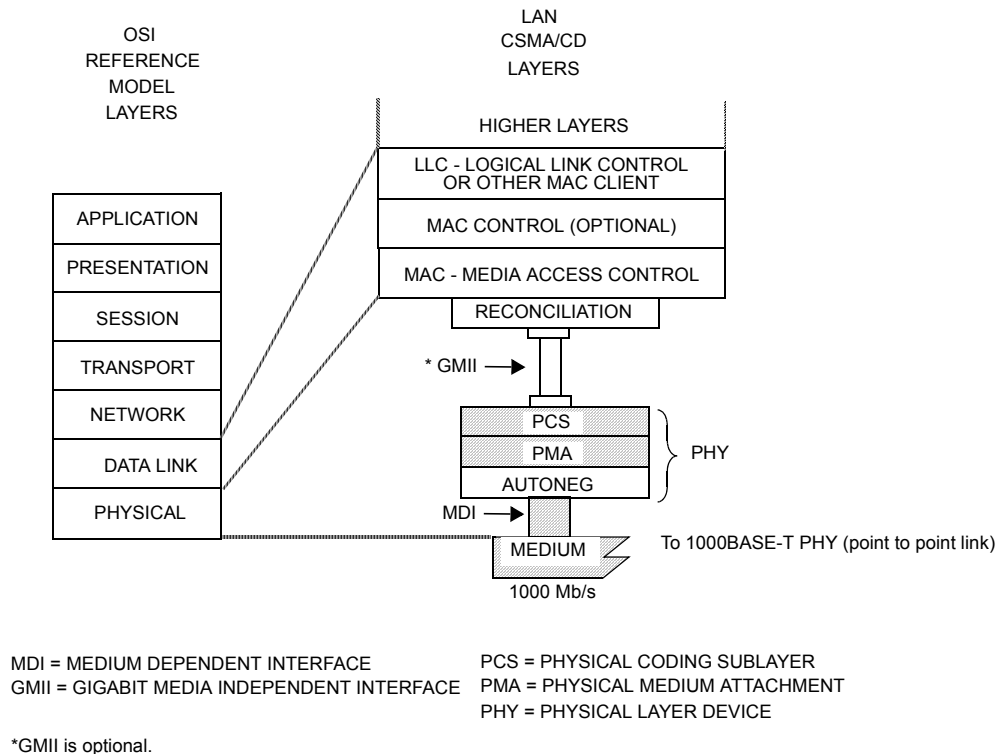 OSI
REFERENCE
MODEL
LAYERS
APPLICATION
PRESENTATION
SESSION
TRANSPORT
NETWORK
DATA LINK
PHYSICAL
LAN
CSMA/CD
LAYERS
HIGHER LAYERS
LLC - LOGICAL LINK CONTROL
OR OTHER MAC CLIENT
MAC CONTROL (OPTIONAL)
MAC - MEDIA ACCESS CONTROL
RECONCILIATION
* GMII
PCS
PMA
AUTONEG
PHY
MDI
MEDIUM
To 1000BASE-T PHY (point to point link)
1000 Mb/s
MDI = MEDIUM DEPENDENT INTERFACE
GMII = GIGABIT MEDIA INDEPENDENT INTERFACE
PCS = PHYSICAL CODING SUBLAYER
PMA = PHYSICAL MEDIUM ATTACHMENT
PHY = PHYSICAL LAYER DEVICE
*GMII is optional.